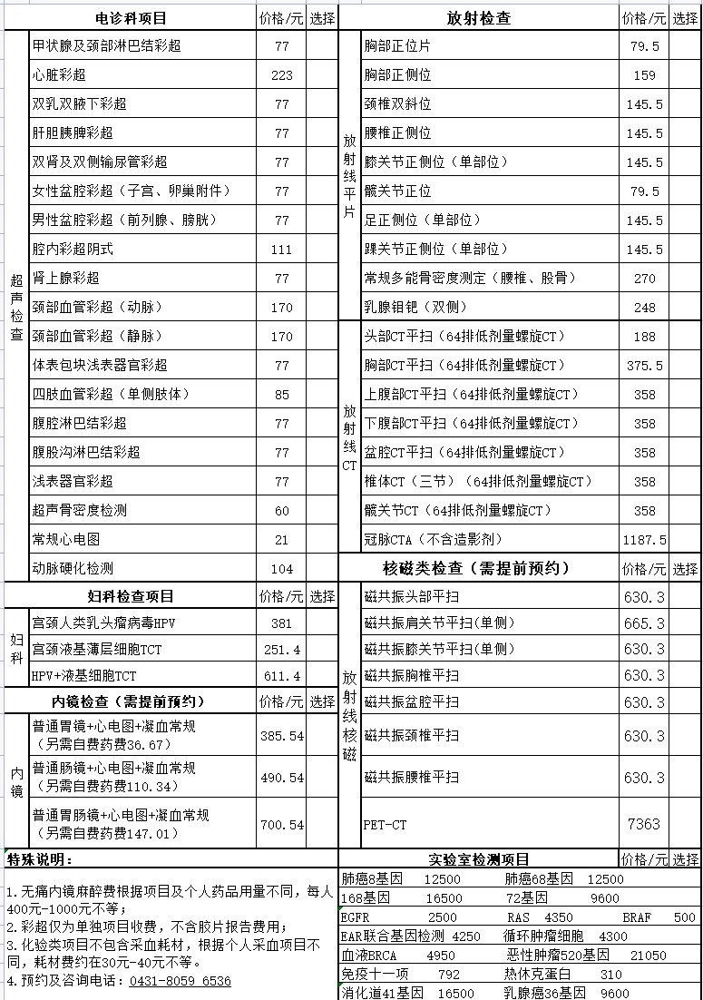 电诊科项目 价格/元 选择
超声检查
甲状腺及颈部淋巴结彩超 77
心脏彩超 223
双乳双腋下彩超 77
肝胆胰脾彩超 77
双肾及双侧输尿管彩超 77
女性盆腔彩超（子宫、卵巢附件） 77
男性盆腔彩超（前列腺、膀胱） 77
腔内彩超阴式 111
肾上腺彩超 77
颈部血管彩超（动脉） 170
颈部血管彩超（静脉） 170
体表包块浅表器官彩超 77
四肢血管彩超（单侧肢体） 85
腹腔淋巴结彩超 77
腹股沟淋巴结彩超 77
浅表器官彩超 77
超声骨密度检测 60
常规心电图 21
动脉硬化检测 104
妇科检查项目 价格/元 选择
妇科
宫颈人类乳头瘤病毒HPV 381
宫颈液基薄层细胞TCT 251.4
HPV+液基细胞TCT 611.4
内镜检查（需提前预约） 价格/元 选择
内镜
普通胃镜+心电图+凝血常规
（另需自费药费36.67） 385.54
普通肠镜+心电图+凝血常规
（另需自费药费110.34） 490.54
普通胃肠镜+心电图+凝血常规
（另需自费药费147.01） 700.54
特殊说明：
1.无痛内镜麻醉费根据项目及个人药品用量不同，每人
400元-1000元不等；
2.彩超仅为单独项目收费，不含胶片报告费用；
3.化验类项目不包含采血耗材，根据个人采血项目不
同，耗材费约在30元-40元不等。
4.预约及咨询电话：0431-8059 6536
放射检查 价格/元 选择
放射线平片
胸部正位片 79.5
胸部正侧位 159
颈椎双斜位 145.5
腰椎正侧位 145.5
膝关节正侧位（单部位） 145.5
髋关节正位 79.5
足正侧位（单部位） 145.5
踝关节正侧位（单部位） 145.5
常规多能骨密度测定（腰椎、股骨） 270
乳腺钼钯（双侧） 248
放射线CT
头部CT平扫（64排低剂量螺旋CT） 188
胸部CT平扫（64排低剂量螺旋CT） 375.5
上腹部CT平扫（64排低剂量螺旋CT） 358
下腹部CT平扫（64排低剂量螺旋CT） 358
盆腔CT平扫（64排低剂量螺旋CT） 358
椎体CT（三节）（64排低剂量螺旋CT） 358
髋关节CT（64排低剂量螺旋CT） 358
冠脉CTA（不含造影剂） 1187.5
核磁类检查（需提前预约） 价格/元 选择
放射线核磁
磁共振头部平扫 630.3
磁共振肩关节平扫(单侧) 665.3
磁共振膝关节平扫(单侧) 630.3
磁共振胸椎平扫 630.3
磁共振盆腔平扫 630.3
磁共振颈椎平扫 630.3
磁共振腰椎平扫 630.3
PET-CT 7363
实验室检测项目 价格/元 选择
肺癌8基因 12500 肺癌68基因 12500
168基因 16500 72基因 9600
EGFR 2500 RAS 4350 BRAF 500
EAR联合基因检测 4250 循环肿瘤细胞 4300
血液BRCA 4950 恶性肿瘤520基因 21050
免疫十一项 792 热休克蛋白 310
消化道41基因 16500 乳腺癌36基因 9600